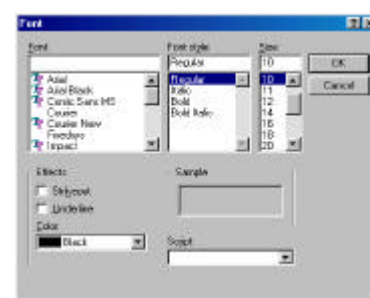 Font
Font: Font style: Size:
Regular 10 OK
Arial Regular 10 Cancel
Arial Black Italic 11
Comic Sans MS Bold 12
Courier Bold Italic 14
Courier New 16
Fixedsys 18
Impact 20
Effects Sample
Strikeout
Underline
Color:
Black Script: